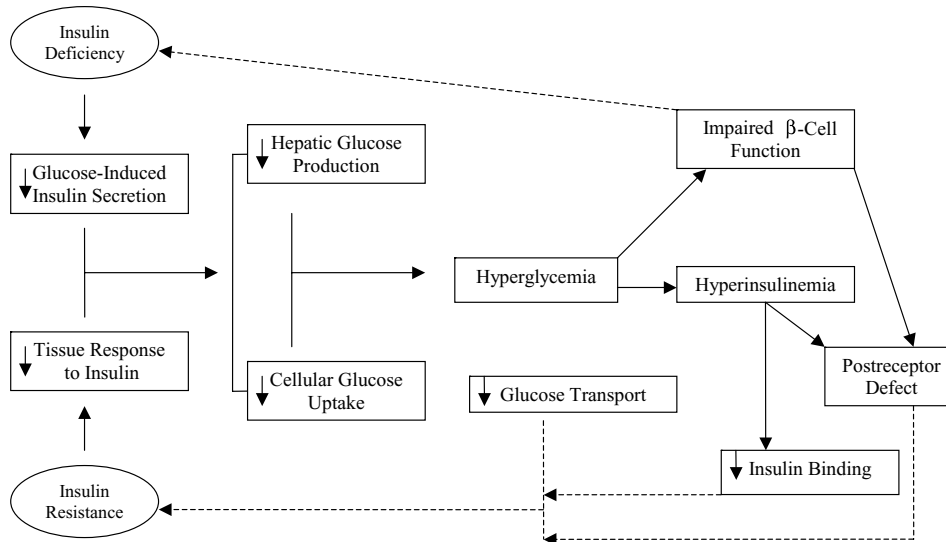 Insulin
Deficiency
Glucose-Induced
Insulin Secretion
Tissue Response
to Insulin
Insulin
Resistance
Hepatic Glucose
Production
Cellular Glucose
Uptake
Hyperglycemia
Impaired β-Cell
Function
Hyperinsulinemia
Postreceptor
Defect
Glucose Transport
Insulin Binding